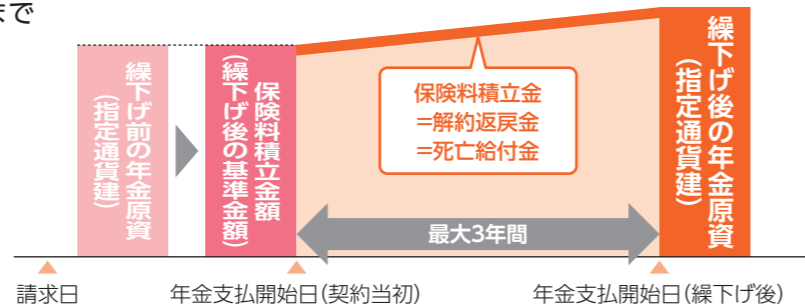 まで
繰下げ前の年金原資
(指定通貨建)
保険料積立金額
(繰下げ後の基準金額)
保険料積立金
=解約返戻金
=死亡給付金
繰下げ後の年金原資
(指定通貨建)
最大3年間
請求日
年金支払開始日(契約当初)
年金支払開始日(繰下げ後)